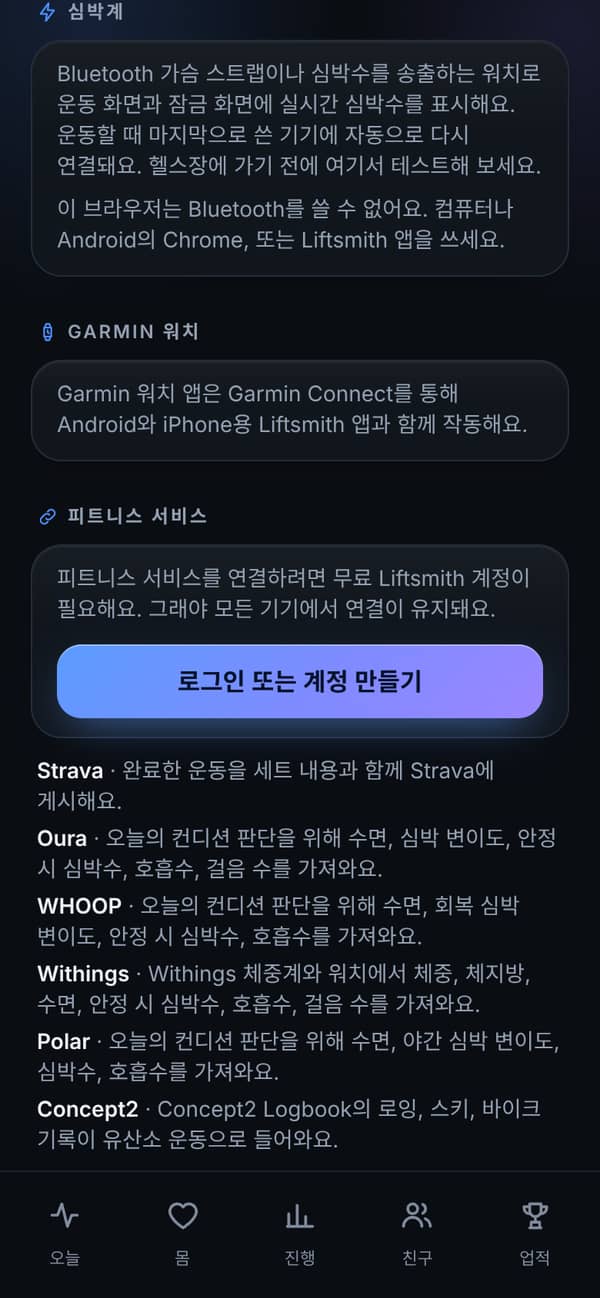 심박계
Bluetooth 가슴 스트랩이나 심박수를 송출하는 워치로
운동 화면과 잠금 화면에 실시간 심박수를 표시해요.
운동할 때 마지막으로 쓴 기기에 자동으로 다시
연결돼요. 헬스장에 가기 전에 여기서 테스트해 보세요.
이 브라우저는 Bluetooth를 쓸 수 없어요. 컴퓨터나
Android의 Chrome, 또는 Liftsmith 앱을 쓰세요.
GARMIN 워치
Garmin 워치 앱은 Garmin Connect를 통해
Android와 iPhone용 Liftsmith 앱과 함께 작동해요.
피트니스 서비스
피트니스 서비스를 연결하려면 무료 Liftsmith 계정이
필요해요. 그래야 모든 기기에서 연결이 유지돼요.
로그인 또는 계정 만들기
Strava · 완료한 운동을 세트 내용과 함께 Strava에
게시해요.
Oura · 오늘의 컨디션 판단을 위해 수면, 심박 변이도, 안정
시 심박수, 호흡수, 걸음 수를 가져와요.
WHOOP · 오늘의 컨디션 판단을 위해 수면, 회복 심박
변이도, 안정 시 심박수, 호흡수를 가져와요.
Withings · Withings 체중계와 워치에서 체중, 체지방,
수면, 안정 시 심박수, 호흡수, 걸음 수를 가져와요.
Polar · 오늘의 컨디션 판단을 위해 수면, 야간 심박 변이도,
심박수, 호흡수를 가져와요.
Concept2 · Concept2 Logbook의 로잉, 스키, 바이크
기록이 유산소 운동으로 들어와요.
오늘
몸
진행
친구
업적